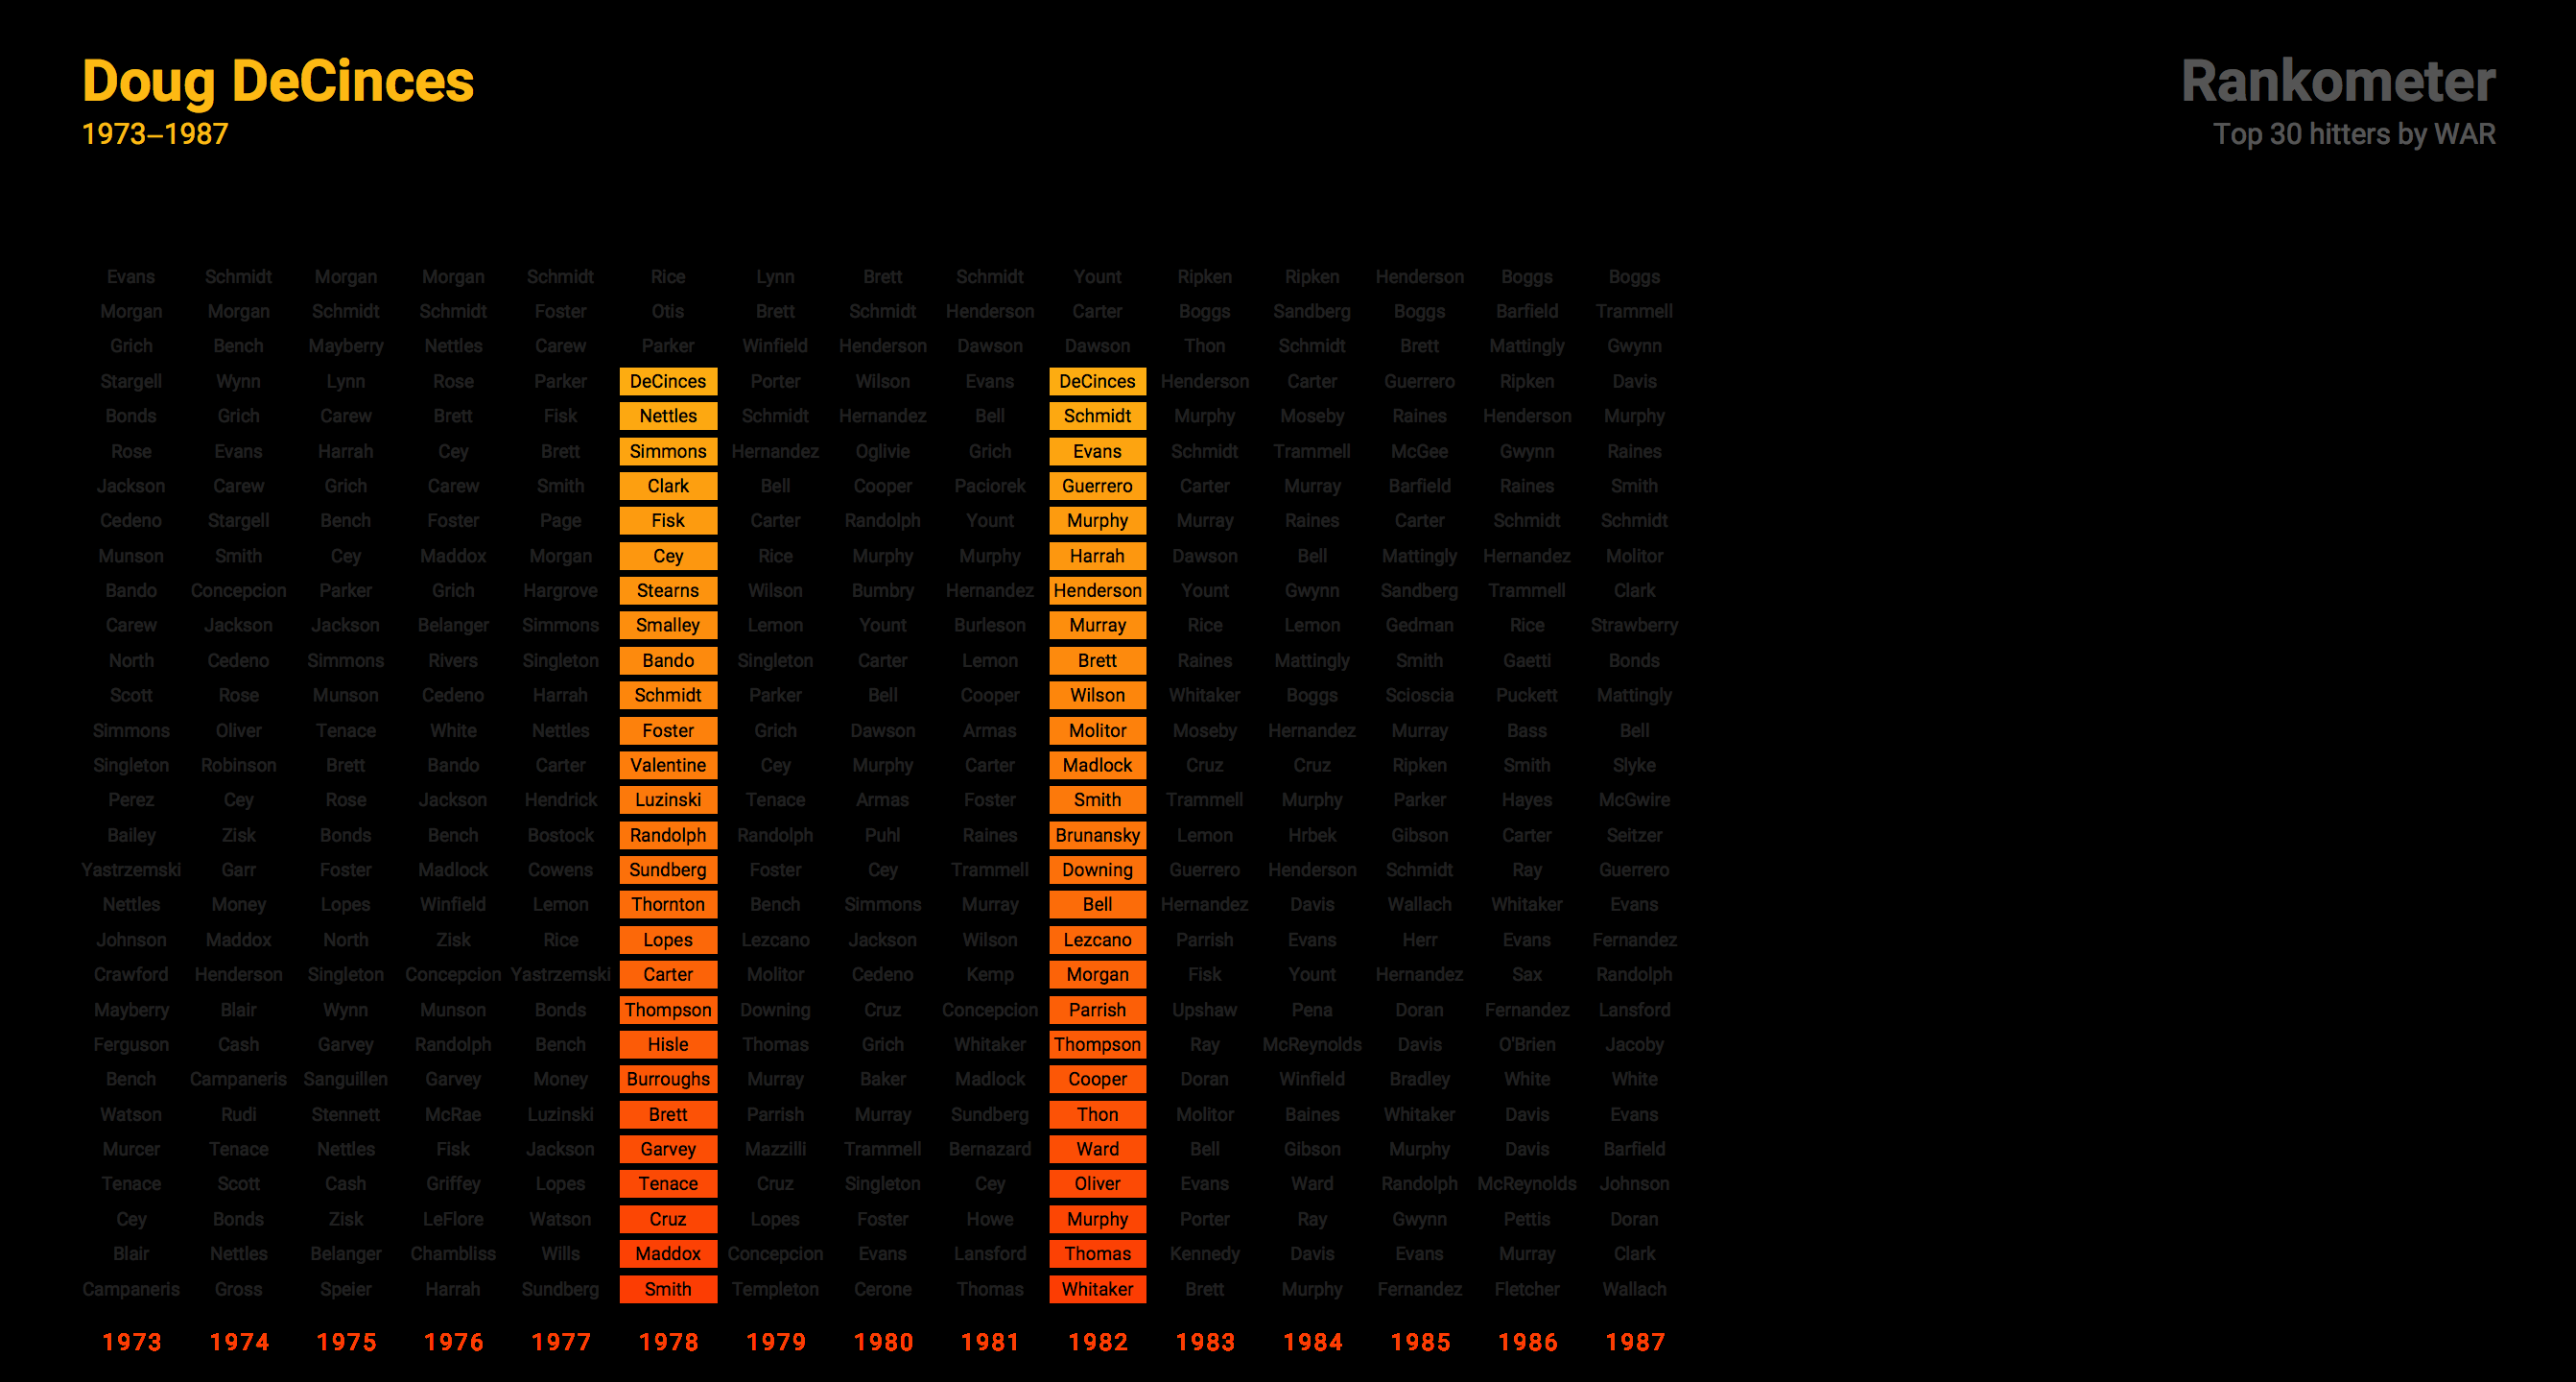 Doug DeCinces
1973–1987
Rankometer
Top 30 hitters by WAR
Evans Schmidt Morgan Morgan Schmidt Rice Lynn Brett Schmidt Yount Ripken Ripken Henderson Boggs Boggs
Morgan Morgan Schmidt Schmidt Foster Otis Brett Schmidt Henderson Carter Boggs Sandberg Boggs Barfield Trammell
Grich Bench Mayberry Nettles Carew Parker Winfield Henderson Dawson Dawson Thon Schmidt Brett Mattingly Gwynn
Stargell Wynn Lynn Rose Parker DeCinces Porter Wilson Evans DeCinces Henderson Carter Guerrero Ripken Davis
Bonds Grich Carew Brett Fisk Nettles Schmidt Hernandez Bell Schmidt Murphy Moseby Raines Henderson Murphy
Rose Evans Harrah Cey Brett Simmons Hernandez Oglivie Grich Evans Schmidt Trammell McGee Gwynn Raines
Jackson Carew Grich Carew Smith Clark Bell Cooper Paciorek Guerrero Carter Murray Barfield Raines Smith
Cedeno Stargell Bench Foster Page Fisk Carter Randolph Yount Murphy Murray Raines Carter Schmidt Schmidt
Munson Smith Cey Maddox Morgan Cey Rice Murphy Murphy Harrah Dawson Bell Mattingly Hernandez Molitor
Bando Concepcion Parker Grich Hargrove Stearns Wilson Bumbry Hernandez Henderson Yount Gwynn Sandberg Trammell Clark
Carew Jackson Jackson Belanger Simmons Smalley Lemon Yount Burleson Murray Rice Lemon Gedman Rice Strawberry
North Cedeno Simmons Rivers Singleton Bando Singleton Carter Lemon Brett Raines Mattingly Smith Gaetti Bonds
Scott Rose Munson Cedeno Harrah Schmidt Parker Bell Cooper Wilson Whitaker Boggs Scioscia Puckett Mattingly
Simmons Oliver Tenace White Nettles Foster Grich Dawson Armas Molitor Moseby Hernandez Murray Bass Bell
Singleton Robinson Brett Bando Carter Valentine Cey Murphy Carter Madlock Cruz Cruz Ripken Smith Slyke
Perez Cey Rose Jackson Hendrick Luzinski Tenace Armas Foster Smith Trammell Murphy Parker Hayes McGwire
Bailey Zisk Bonds Bench Bostock Randolph Randolph Puhl Raines Brunansky Lemon Hrbek Gibson Carter Seitzer
Yastrzemski Garr Foster Madlock Cowens Sundberg Foster Cey Trammell Downing Guerrero Henderson Schmidt Ray Guerrero
Nettles Money Lopes Winfield Lemon Thornton Bench Simmons Murray Bell Hernandez Davis Wallach Whitaker Evans
Johnson Maddox North Zisk Rice Lopes Lezcano Jackson Wilson Lezcano Parrish Evans Herr Evans Fernandez
Crawford Henderson Singleton Concepcion Yastrzemski Carter Molitor Cedeno Kemp Morgan Fisk Yount Hernandez Sax Randolph
Mayberry Blair Wynn Munson Bonds Thompson Downing Cruz Concepcion Parrish Upshaw Pena Doran Fernandez Lansford
Ferguson Cash Garvey Randolph Bench Hisle Thomas Grich Whitaker Thompson Ray McReynolds Davis O'Brien Jacoby
Bench Campaneris Sanguillen Garvey Money Burroughs Murray Baker Madlock Cooper Doran Winfield Bradley White White
Watson Rudi Stennett McRae Luzinski Brett Parrish Murray Sundberg Thon Molitor Baines Whitaker Davis Evans
Murcer Tenace Nettles Fisk Jackson Garvey Mazzilli Trammell Bernazard Ward Bell Gibson Murphy Davis Barfield
Tenace Scott Cash Griffey Lopes Tenace Cruz Singleton Cey Oliver Evans Ward Randolph McReynolds Johnson
Cey Bonds Zisk LeFlore Watson Cruz Lopes Foster Howe Murphy Porter Ray Gwynn Pettis Doran
Blair Nettles Belanger Chambliss Wills Maddox Concepcion Evans Lansford Thomas Kennedy Davis Evans Murray Clark
Campaneris Gross Speier Harrah Sundberg Smith Templeton Cerone Thomas Whitaker Brett Murphy Fernandez Fletcher Wallach
1973 1974 1975 1976 1977 1978 1979 1980 1981 1982 1983 1984 1985 1986 1987